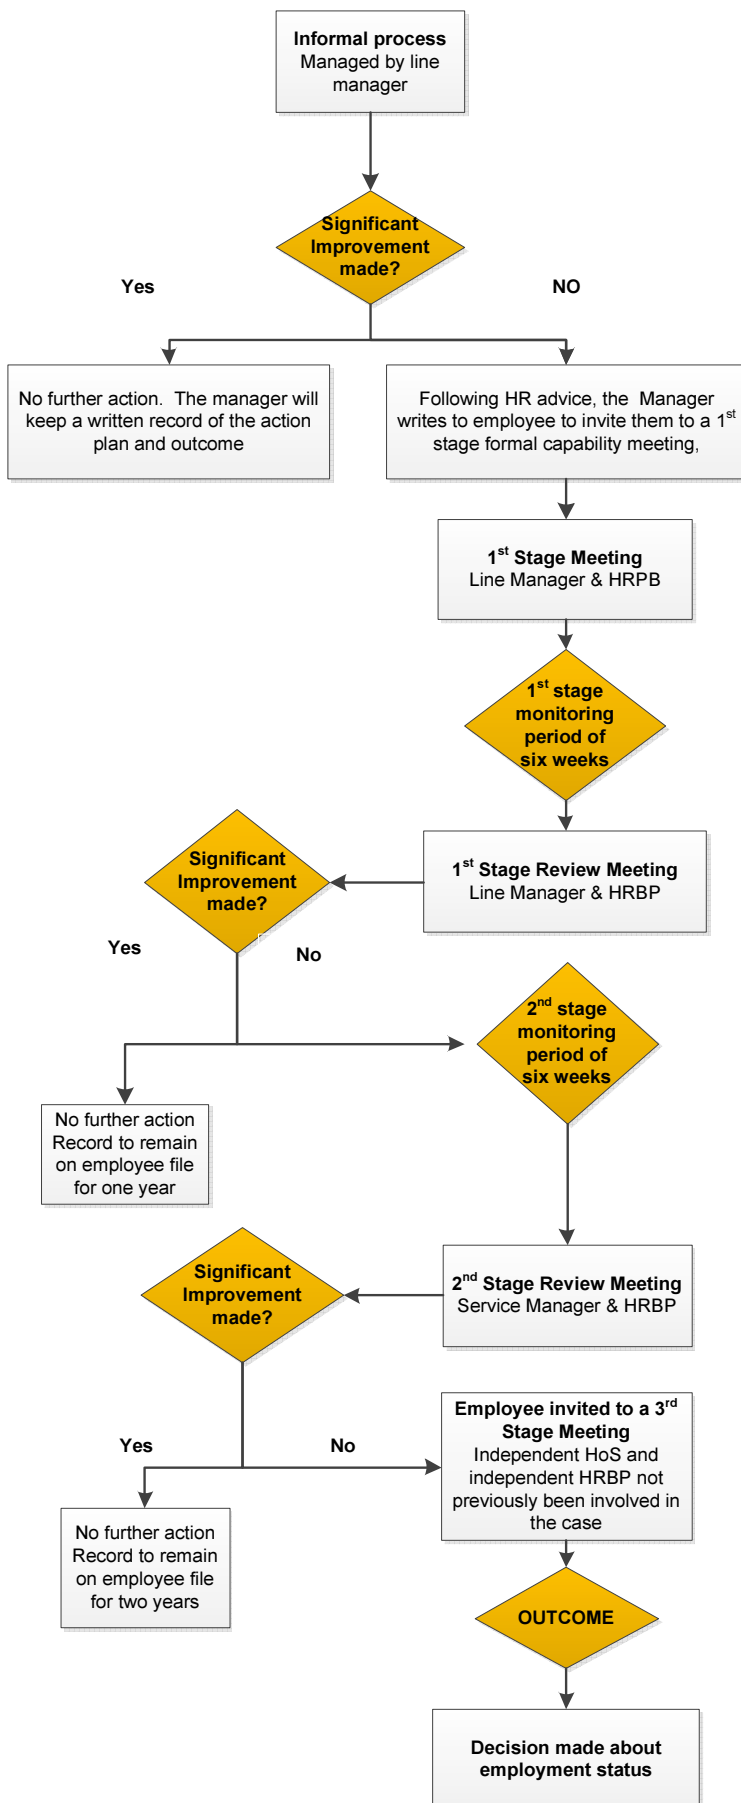 Informal process
Managed by line
manager
Significant
Improvement
made?
Yes
NO
No further action.  The manager will
keep a written record of the action
plan and outcome
Following HR advice, the  Manager
writes to employee to invite them to a 1st
stage formal capability meeting,
1st Stage Meeting
Line Manager & HRPB
1st stage
monitoring
period of
six weeks
1st Stage Review Meeting
Line Manager & HRBP
Significant
Improvement
made?
Yes
No
2nd stage
monitoring
period of
six weeks
No further action
Record to remain
on employee file
for one year
2nd Stage Review Meeting
Service Manager & HRBP
Significant
Improvement
made?
Yes
No
Employee invited to a 3rd
Stage Meeting
Independent HoS and
independent HRBP not
previously been involved in
the case
No further action
Record to remain
on employee file
for two years
OUTCOME
Decision made about
employment status